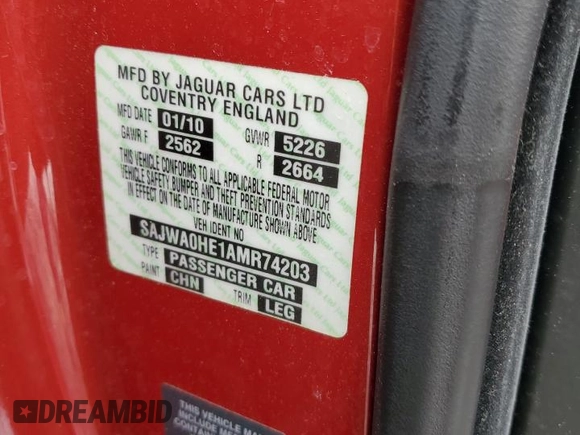 MFD BY JAGUAR CARS LTD
COVENTRY ENGLAND
MFD DATE 01/10 GVWR 5226
GAWR F 2562 R 2664
THIS VEHICLE CONFORMS TO ALL APPLICABLE FEDERAL MOTOR
VEHICLE SAFETY, BUMPER AND THEFT PREVENTION STANDARDS
IN EFFECT ON THE DATE OF MANUFACTURE SHOWN ABOVE.
VEH IDENT NO
SAJWA0HE1AMR74203
TYPE PASSENGER CAR
PAINT CHN TRIM LEG
THIS VEHICLE
INCLUDE
DREAMBID